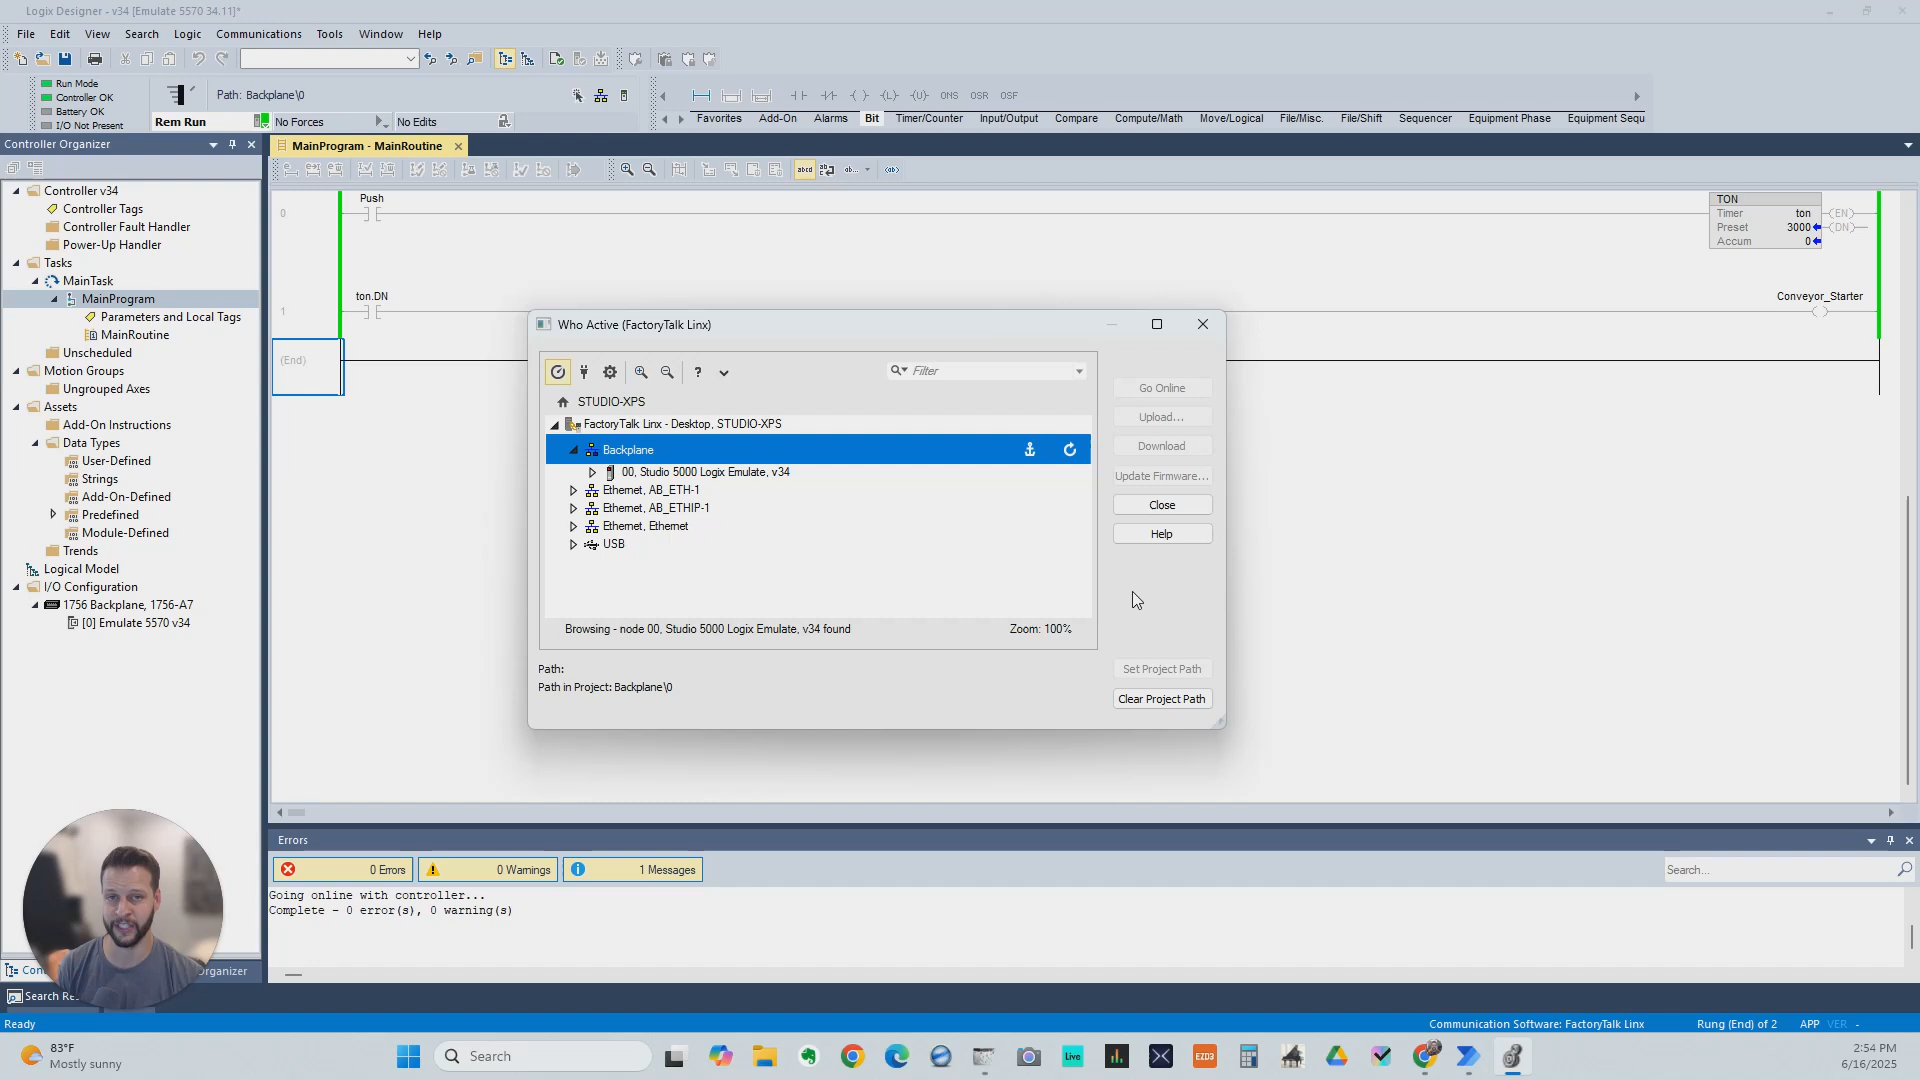 Logix Designer - v34 [Emulate 5570 34.11]*
File Edit View Search Logic Communications Tools Window Help
Run Mode
Controller OK
Battery OK
I/O Not Present
Path: Backplane\0
Rem Run No Forces No Edits
ONS OSR OSF
Favorites Add-On Alarms Bit Timer/Counter Input/Output Compare Compute/Math Move/Logical File/Misc. File/Shift Sequencer Equipment Phase Equipment Sequ
Controller Organizer
MainProgram - MainRoutine
Controller v34
Controller Tags
Controller Fault Handler
Power-Up Handler
Tasks
MainTask
MainProgram
Parameters and Local Tags
MainRoutine
Unscheduled
Motion Groups
Ungrouped Axes
Assets
Add-On Instructions
Data Types
User-Defined
Strings
Add-On-Defined
Predefined
Module-Defined
Trends
Logical Model
I/O Configuration
1756 Backplane, 1756-A7
[0] Emulate 5570 v34
Organizer
0
Push
TON
Timer ton
Preset 3000
Accum 0
EN
DN
1
ton.DN
Conveyor_Starter
(End)
Who Active (FactoryTalk Linx)
Filter
STUDIO-XPS
FactoryTalk Linx - Desktop, STUDIO-XPS
Backplane
00, Studio 5000 Logix Emulate, v34
Ethernet, AB_ETH-1
Ethernet, AB_ETHIP-1
Ethernet, Ethernet
USB
Browsing - node 00, Studio 5000 Logix Emulate, v34 found
Zoom: 100%
Path:
Path in Project: Backplane\0
Go Online
Upload...
Download
Update Firmware...
Close
Help
Set Project Path
Clear Project Path
Errors
0 Errors 0 Warnings 1 Messages
Search...
Going online with controller...
Complete - 0 error(s), 0 warning(s)
Ready
Communication Software: FactoryTalk Linx Rung (End) of 2 APP VER -
83°F
Mostly sunny
Search
Live
EZD3
2:54 PM
6/16/2025